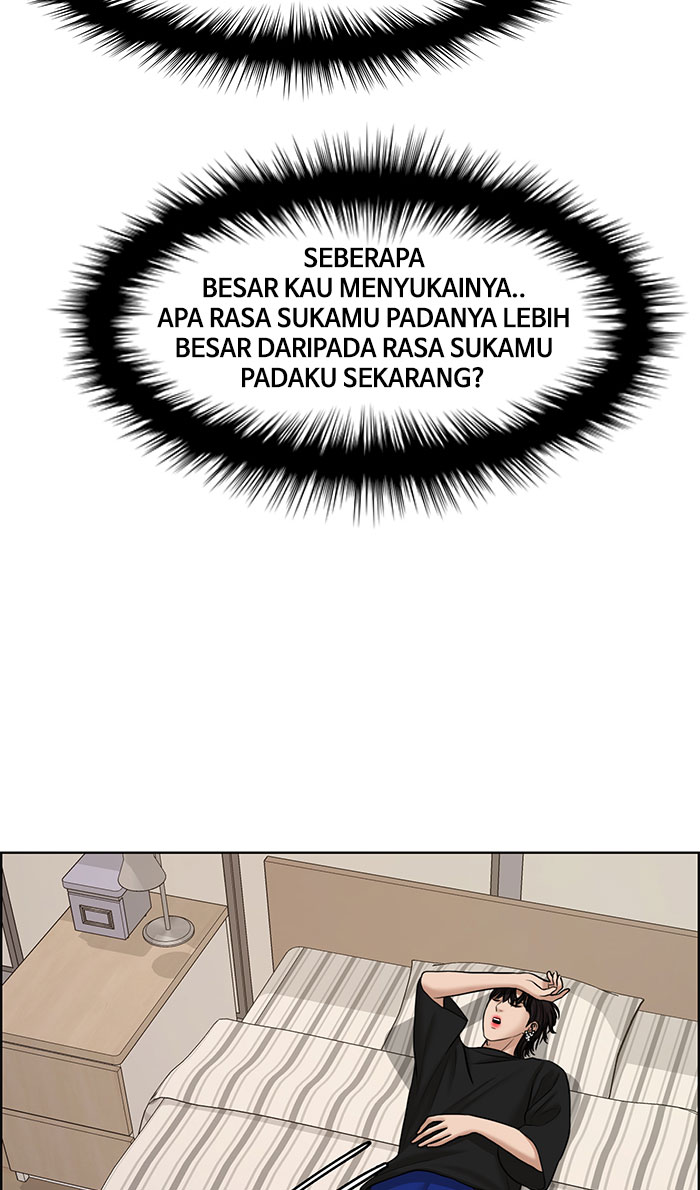 SEBERAPA
BESAR KAU MENYUKAINYA..
APA RASA SUKAMU PADANYA LEBIH
BESAR DARIPADA RASA SUKAMU
PADAKU SEKARANG?